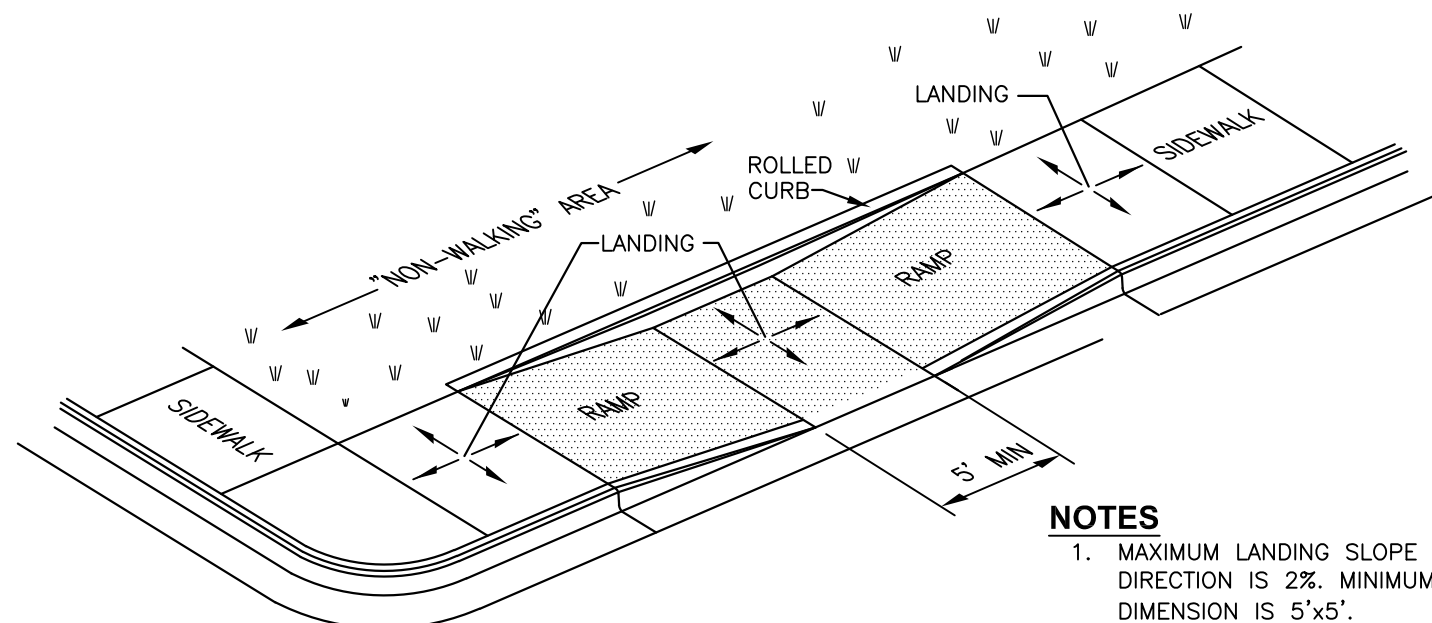 LANDING
SIDEWALK
ROLLED
CURB
"NON-WALKING" AREA
LANDING
RAMP
RAMP
SIDEWALK
5' MIN
NOTES
1. MAXIMUM LANDING SLOPE
DIRECTION IS 2%. MINIMUM
DIMENSION IS 5'x5'.